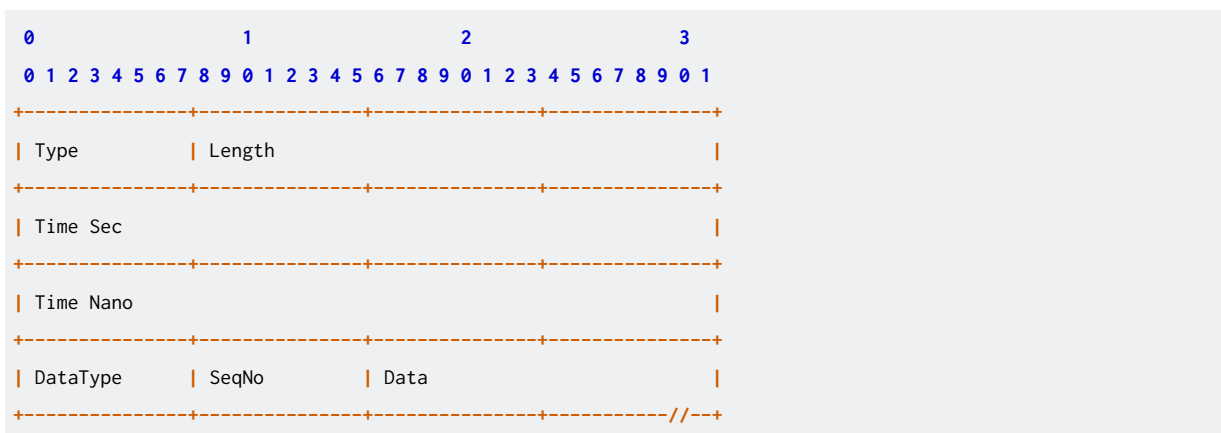 0                   1                   2                   3
0 1 2 3 4 5 6 7 8 9 0 1 2 3 4 5 6 7 8 9 0 1 2 3 4 5 6 7 8 9 0 1
+---------------+---------------+---------------+---------------+
| Type          | Length                                        |
+---------------+---------------+---------------+---------------+
| Time Sec                                                      |
+---------------+---------------+---------------+---------------+
| Time Nano                                                     |
+---------------+---------------+---------------+---------------+
| DataType      | SeqNo         | Data                          |
+---------------+---------------+---------------+-----------//--+